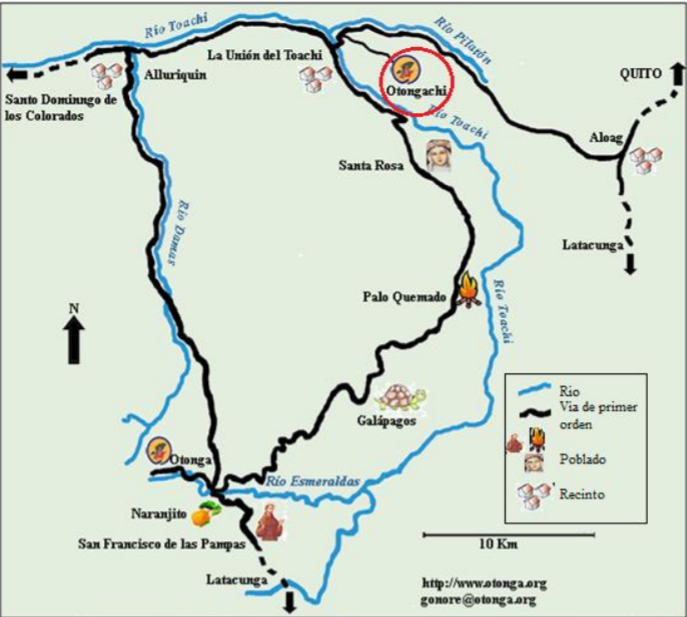 Río Toachi
Río Pilatón
La Unión del Toachi
Alluriquin
Otongachi
QUITO
Santo Dominngo de
los Colorados
Río Toachi
Aloag
Santa Rosa
Río Damas
Latacunga
Palo Quemado
Río Toachi
N
Río
Via de primer
orden
Galápagos
Poblado
Otonga
Río Esmeraldas
Recinto
Naranjito
San Francisco de las Pampas
10 Km
Latacunga
http://www.otonga.org
gonore@otonga.org